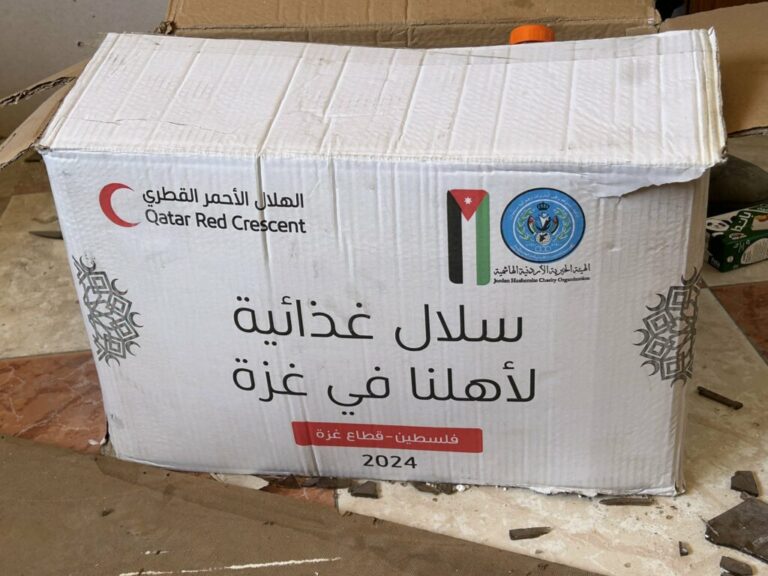 الهلال الأحمر القطري
Qatar Red Crescent
الهيئة الخيرية الأردنية الهاشمية
Jordan Hashemite Charity Organization
سلال غذائية
لأهلنا في غزة
فلسطين-قطاع غزة
2024